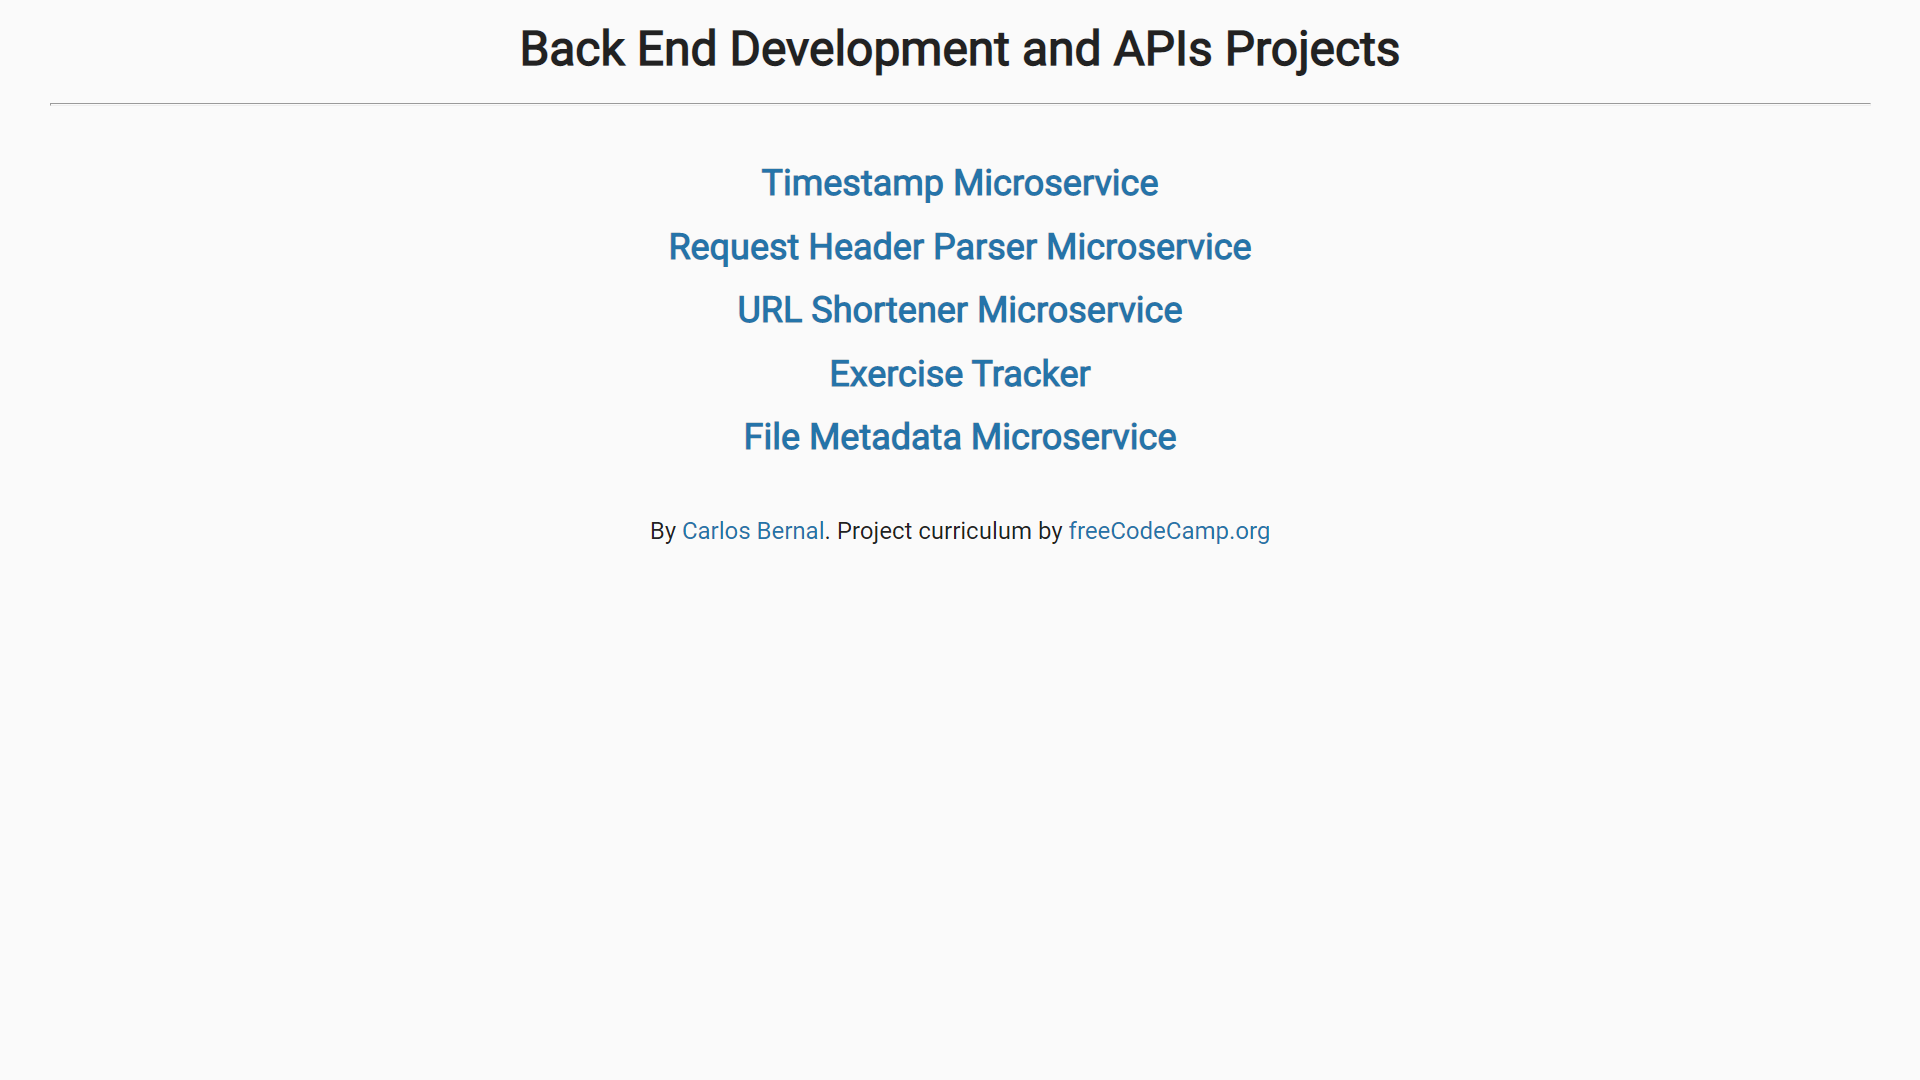 Back End Development and APIs Projects
Timestamp Microservice
Request Header Parser Microservice
URL Shortener Microservice
Exercise Tracker
File Metadata Microservice
By Carlos Bernal. Project curriculum by freeCodeCamp.org